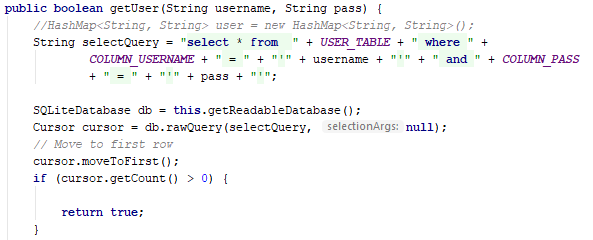 public boolean getUser(String username, String pass) {
//HashMap<String, String> user = new HashMap<String, String>();
String selectQuery = "select * from  " + USER_TABLE + " where " +
COLUMN_USERNAME + " = " + "'" + username + "'" + " and " + COLUMN_PASS
+ " = " + "'" + pass + "'";
SQLiteDatabase db = this.getReadableDatabase();
Cursor cursor = db.rawQuery(selectQuery, selectionArgs: null);
// Move to first row
cursor.moveToFirst();
if (cursor.getCount() > 0) {
return true;
}